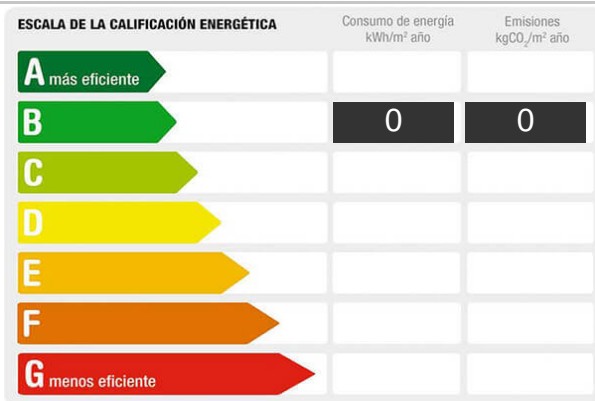 ESCALA DE LA CALIFICACIÓN ENERGÉTICA
Consumo de energía
kWh/m² año
Emisiones
kgCO₂/m² año
A más eficiente
B 0 0
C
D
E
F
G menos eficiente